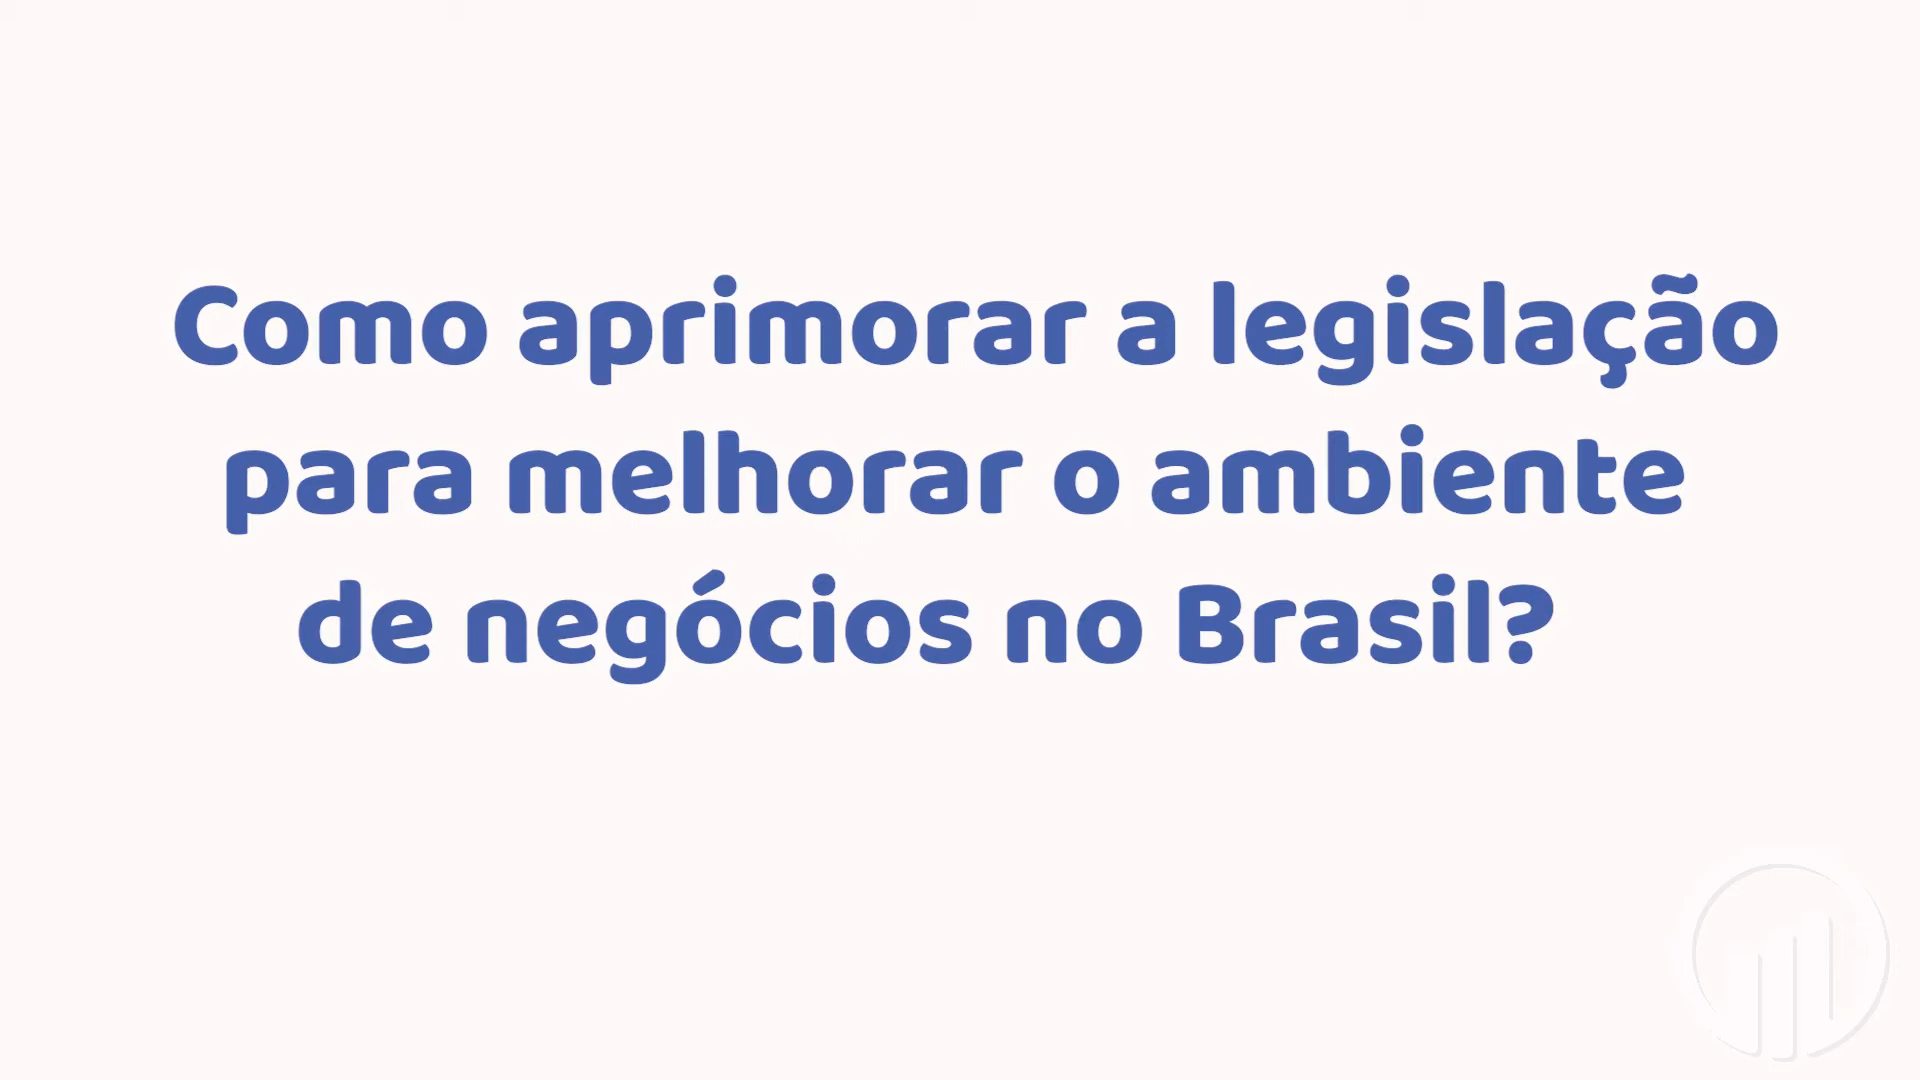 Como aprimorar a legislação
para melhorar o ambiente
de negócios no Brasil?